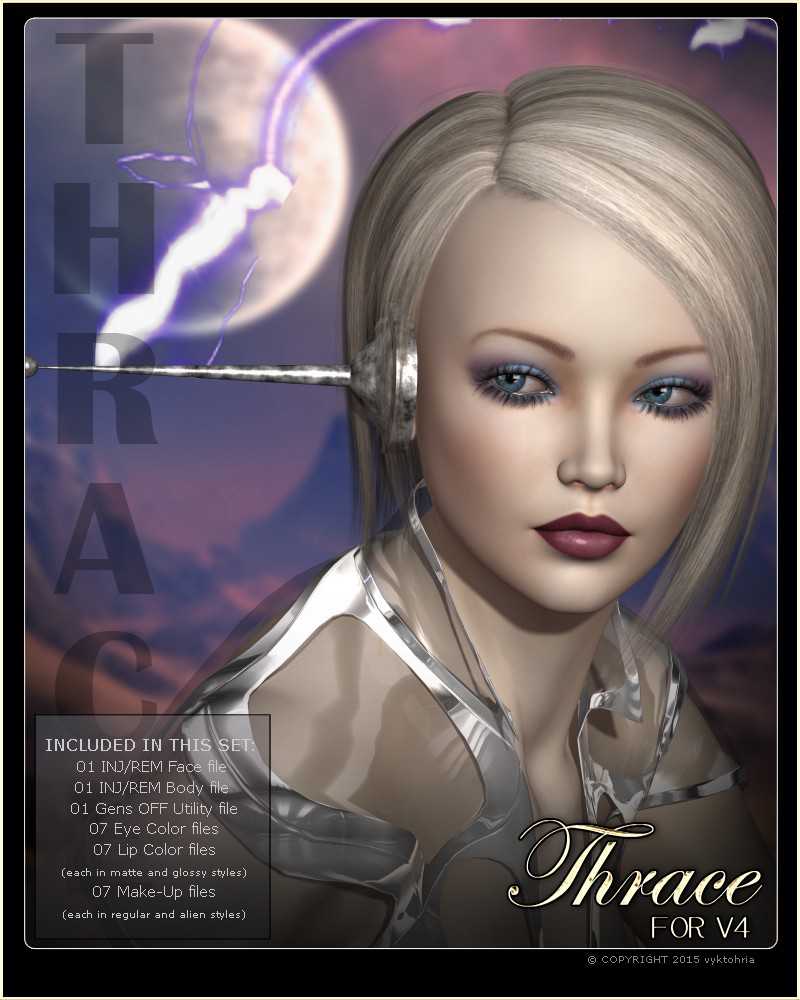 THRAC
INCLUDED IN THIS SET:
01 INJ/REM Face file
01 INJ/REM Body file
01 Gens OFF Utility file
07 Eye Color files
07 Lip Color files
(each in matte and glossy styles)
07 Make-Up files
(each in regular and alien styles)
Thrace
FOR V4
© COPYRIGHT 2015 vyktohria